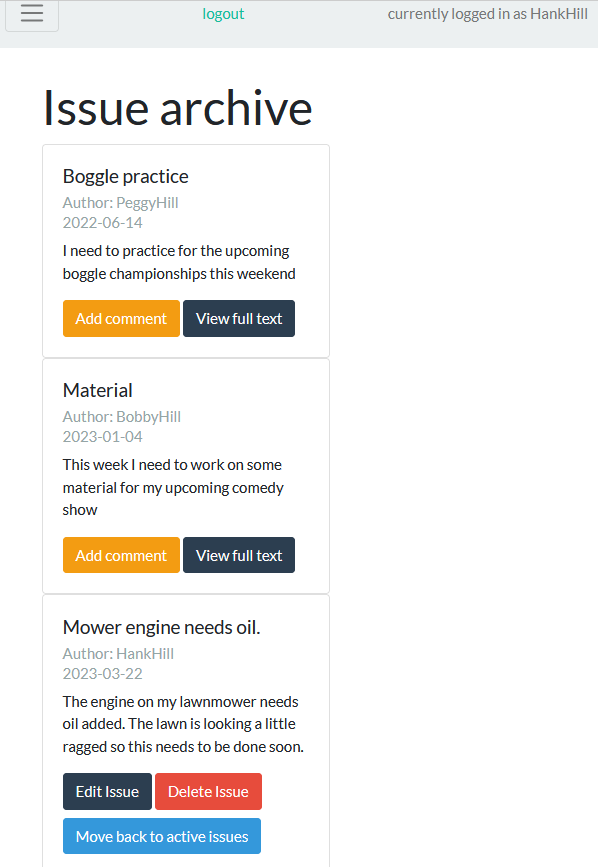 logout currently logged in as HankHill
Issue archive
Boggle practice
Author: PeggyHill
2022-06-14
I need to practice for the upcoming
boggle championships this weekend
Add comment View full text
Material
Author: BobbyHill
2023-01-04
This week I need to work on some
material for my upcoming comedy
show
Add comment View full text
Mower engine needs oil.
Author: HankHill
2023-03-22
The engine on my lawnmower needs
oil added. The lawn is looking a little
ragged so this needs to be done soon.
Edit Issue Delete Issue
Move back to active issues